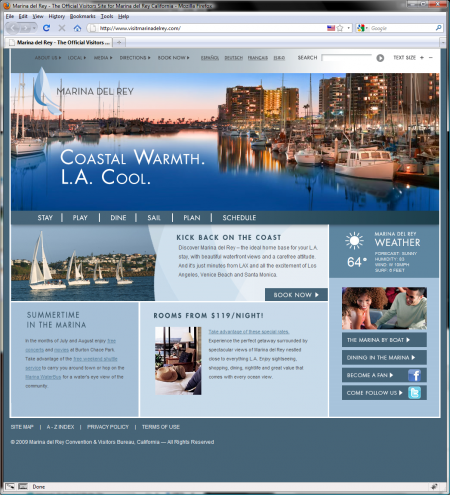 Marina del Rey - The Official Visitors Site for Marina del Rey California - Mozilla Firefox
File Edit View History Bookmarks Tools Help
http://www.visitmarinadelrey.com/
Marina del Rey - The Official Visitors ...
ABOUT US LOCAL MEDIA DIRECTIONS BOOK NOW ESPAÑOL DEUTSCH FRANÇAIS SEARCH TEXT SIZE + -
MARINA DEL REY
COASTAL WARMTH.
L.A. COOL.
STAY | PLAY | DINE | SAIL | PLAN | SCHEDULE
KICK BACK ON THE COAST
Discover Marina del Rey – the ideal home base for your L.A.
stay, with beautiful waterfront views and a carefree attitude.
And it's just minutes from LAX and all the excitement of Los
Angeles, Venice Beach and Santa Monica.
BOOK NOW
MARINA DEL REY
WEATHER
64°
FORECAST: SUNNY
HUMIDITY: 63
WIND: W 10MPH
SURF: 5 FEET
SUMMERTIME
IN THE MARINA
In the months of July and August enjoy free
concerts and movies at Burton Chace Park.
Take advantage of the free weekend shuttle
service to carry you around town or hop on the
Marina WaterBus for a water's eye view of the
community.
ROOMS FROM $119/NIGHT!
Take advantage of these special rates.
Experience the perfect getaway surrounded by
spectacular views of Marina del Rey nestled
close to everything L.A. Enjoy sightseeing,
shopping, dining, nightlife and great value that
comes with every ocean view.
THE MARINA BY BOAT
DINING IN THE MARINA
BECOME A FAN
COME FOLLOW US
SITE MAP | A - Z INDEX | PRIVACY POLICY | TERMS OF USE
© 2009 Marina del Rey Convention & Visitors Bureau, California — All Rights Reserved
Done